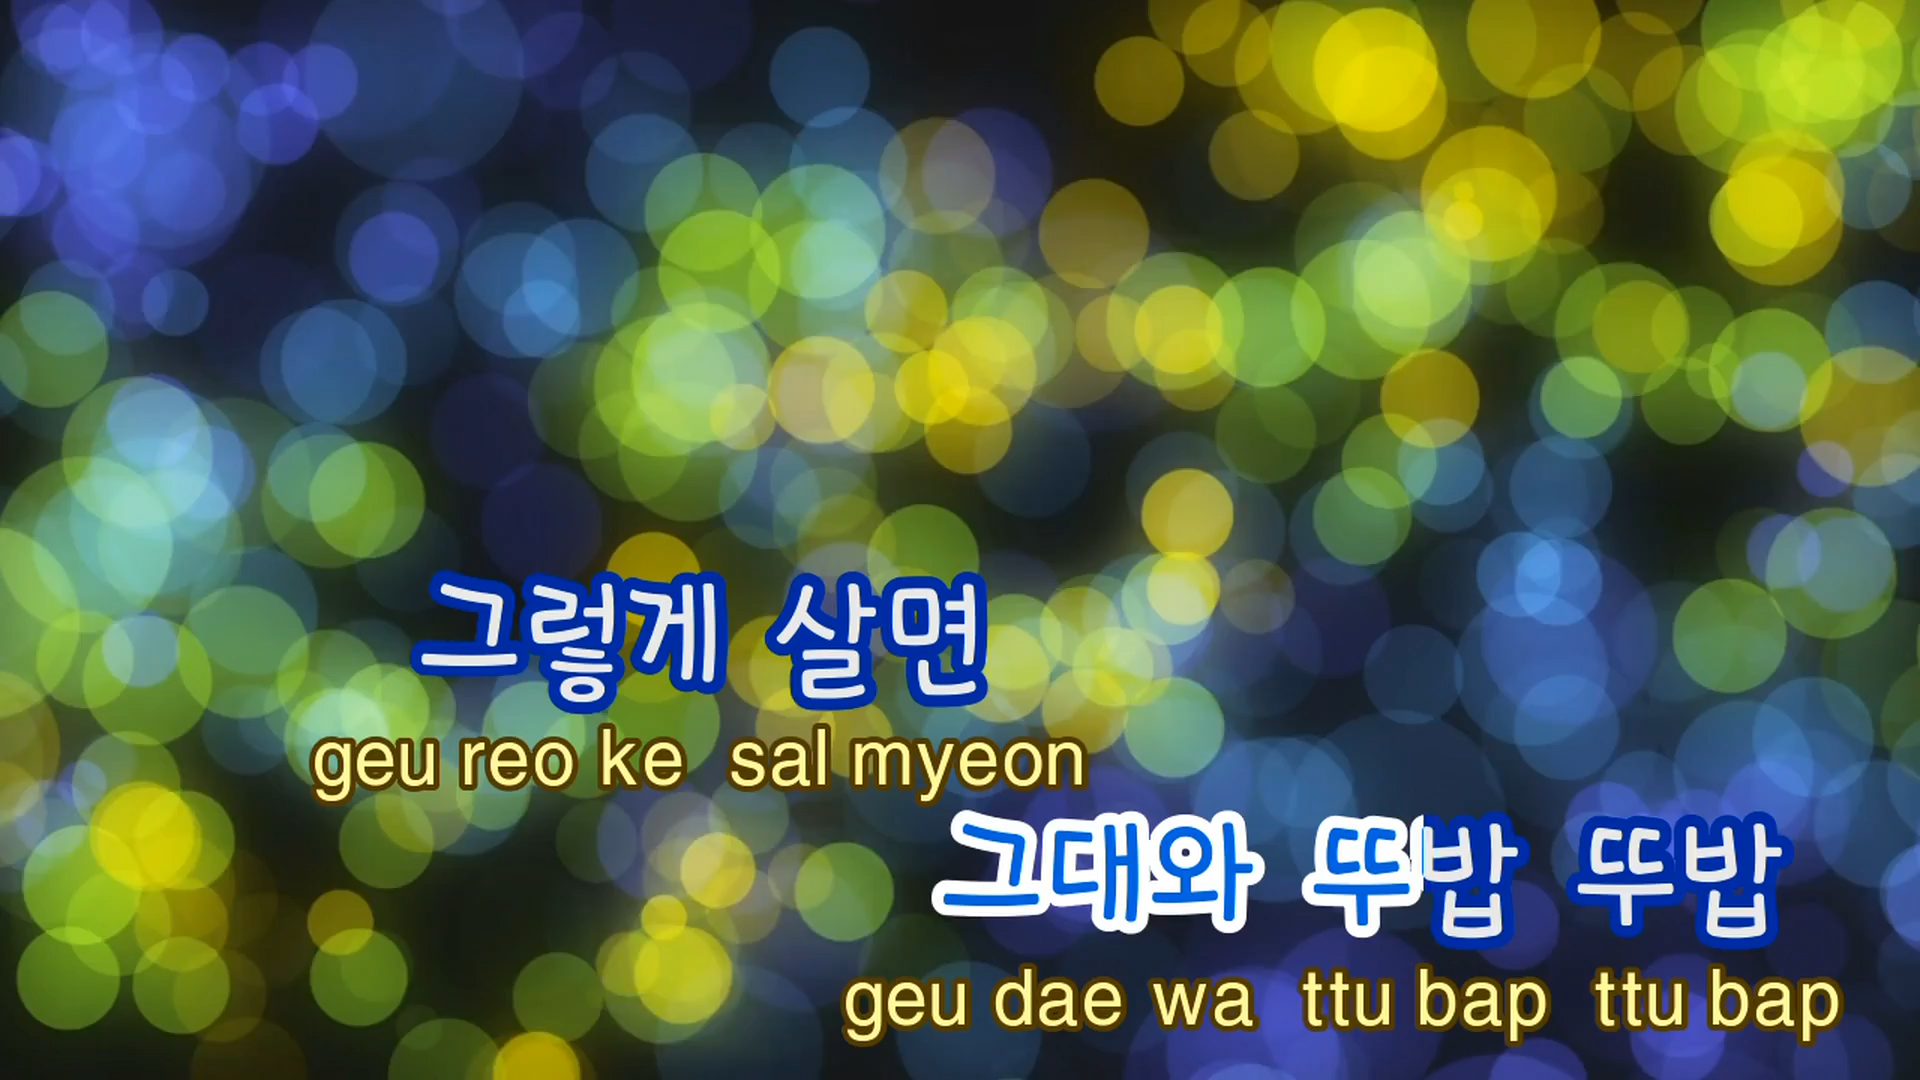 그렇게 살면
geu reo ke sal myeon
그대와 뚜밥 뚜밥
geu dae wa ttu bap ttu bap